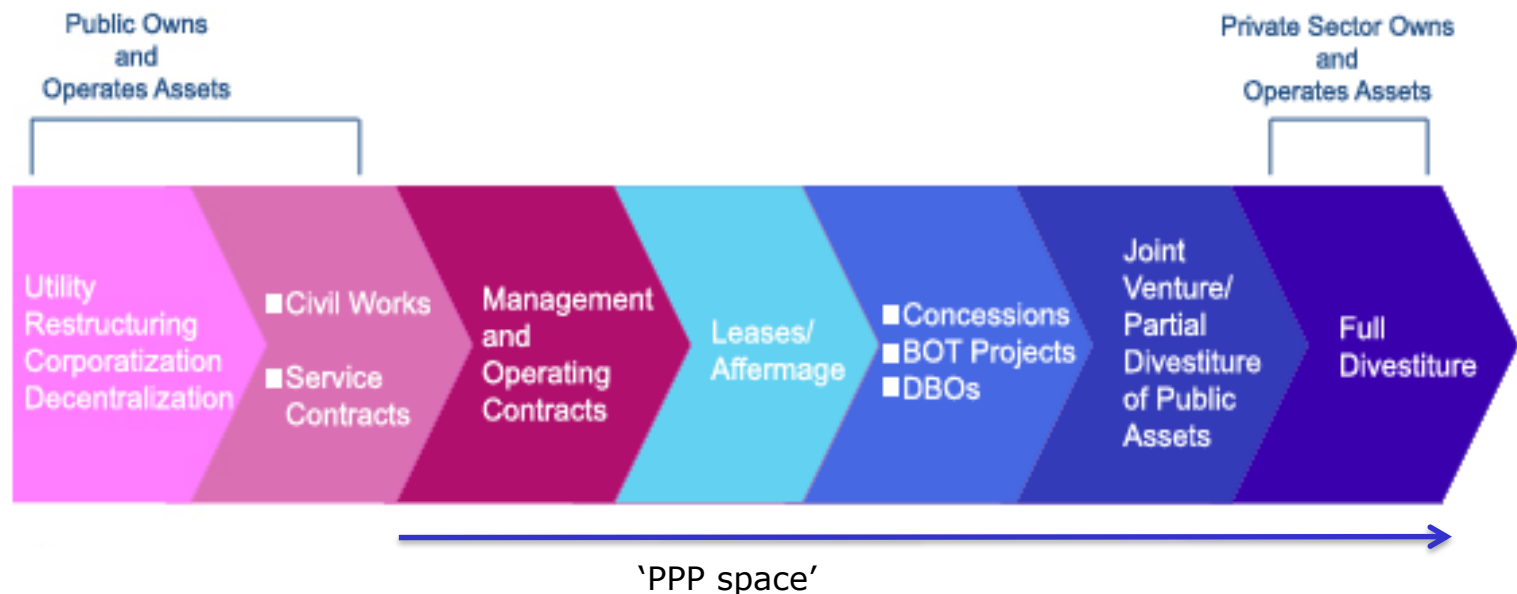 Public Owns
and
Operates Assets
Private Sector Owns
and
Operates Assets
Utility
Restructuring
Corporatization
Decentralization
Civil Works
Service
Contracts
Management
and
Operating
Contracts
Leases/
Affermage
Concessions
BOT Projects
DBOs
Joint
Venture/
Partial
Divestiture
of Public
Assets
Full
Divestiture
‘PPP space’